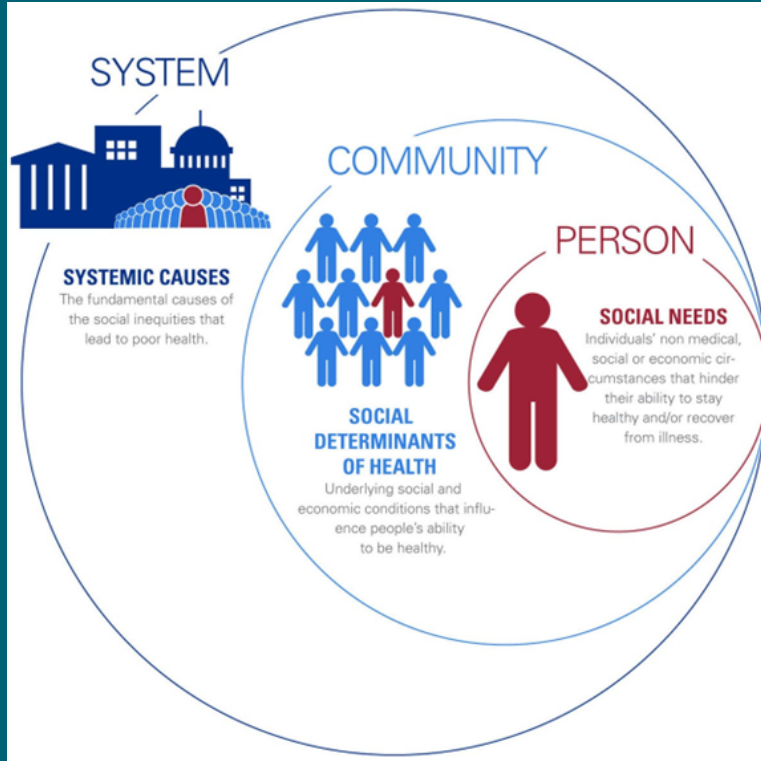 SYSTEM
SYSTEMIC CAUSES
The fundamental causes of
the social inequities that
lead to poor health.
COMMUNITY
SOCIAL
DETERMINANTS
OF HEALTH
Underlying social and
economic conditions that influ-
ence people's ability
to be healthy.
PERSON
SOCIAL NEEDS
Individuals' non medical,
social or economic cir-
cumstances that hinder
their ability to stay
healthy and/or recover
from illness.